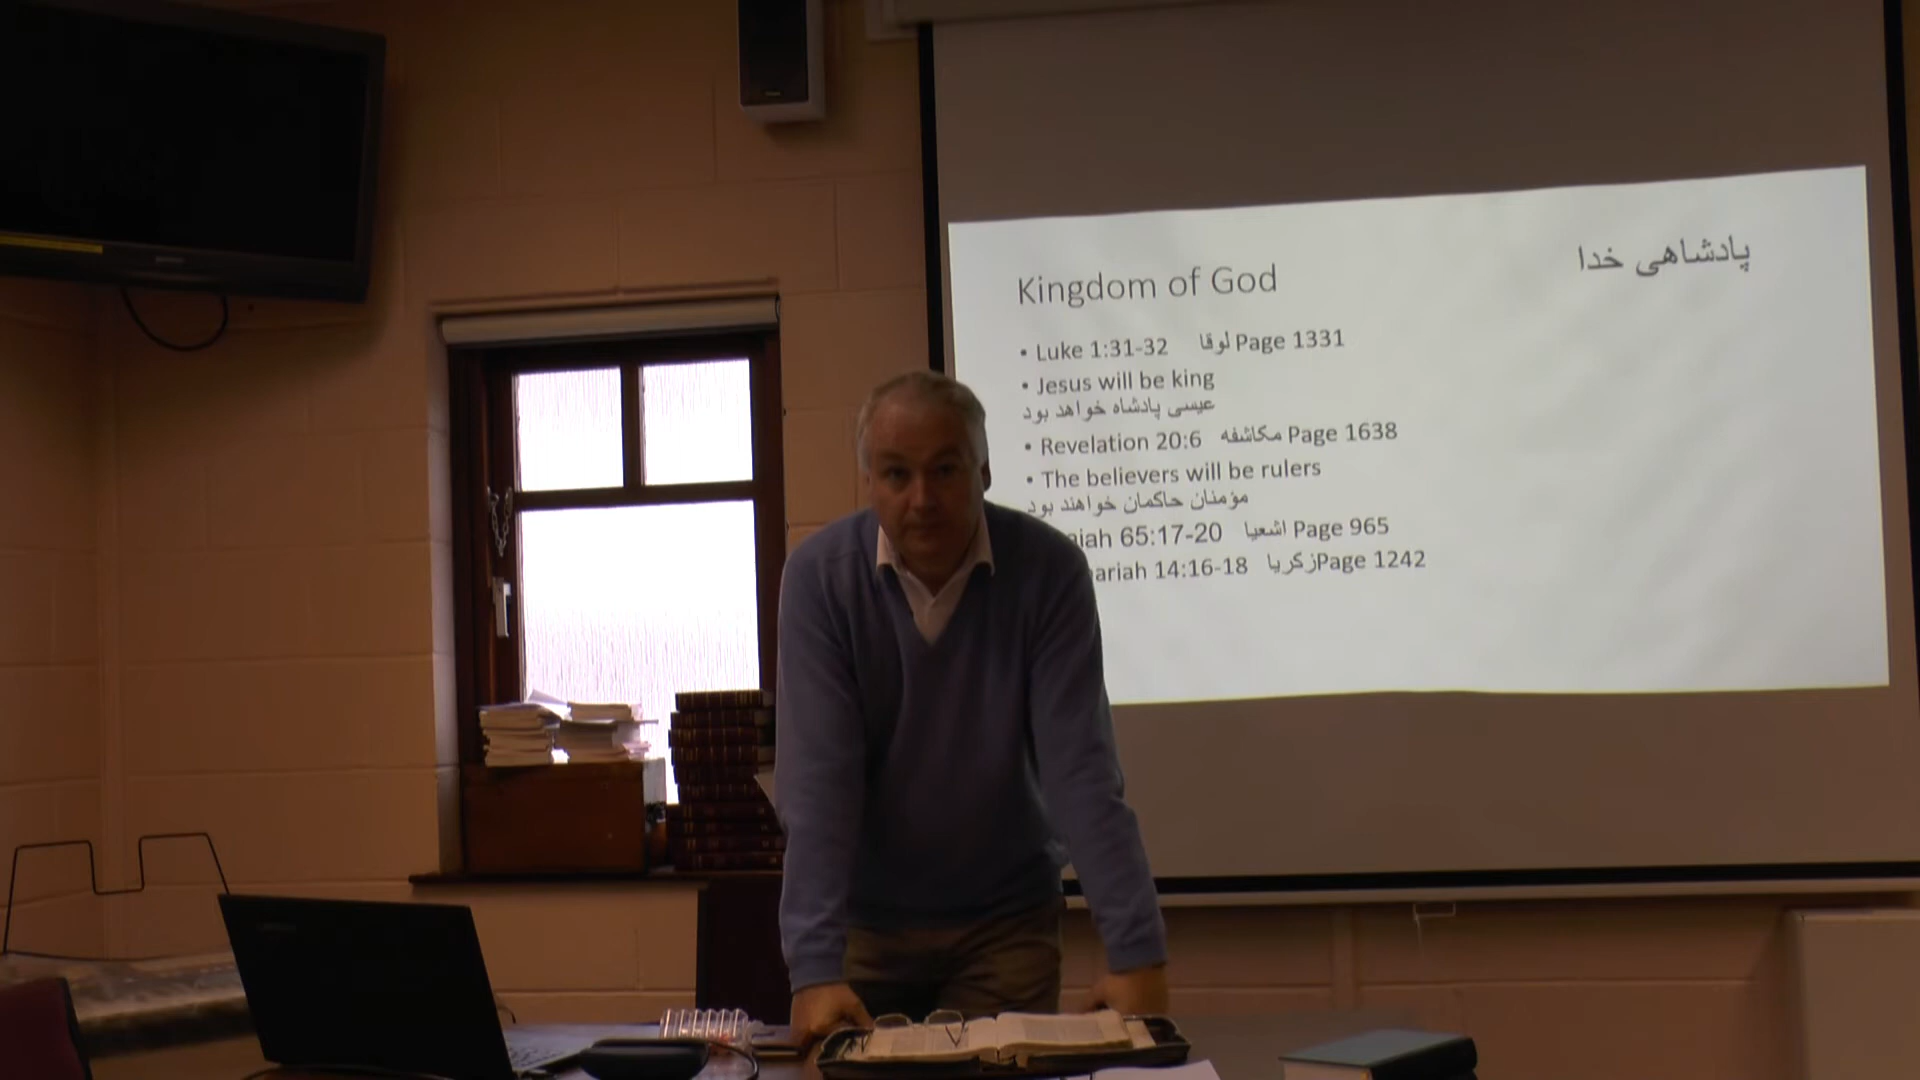 Kingdom of God
پادشاهی خدا
• Luke 1:31-32 لوقا Page 1331
• Jesus will be king
عیسی پادشاه خواهد بود
• Revelation 20:6 مکاشفه Page 1638
• The believers will be rulers
مؤمنان حاکمان خواهند بود
65:17-20 اشعیا Page 965
14:16-18 زکریا Page 1242